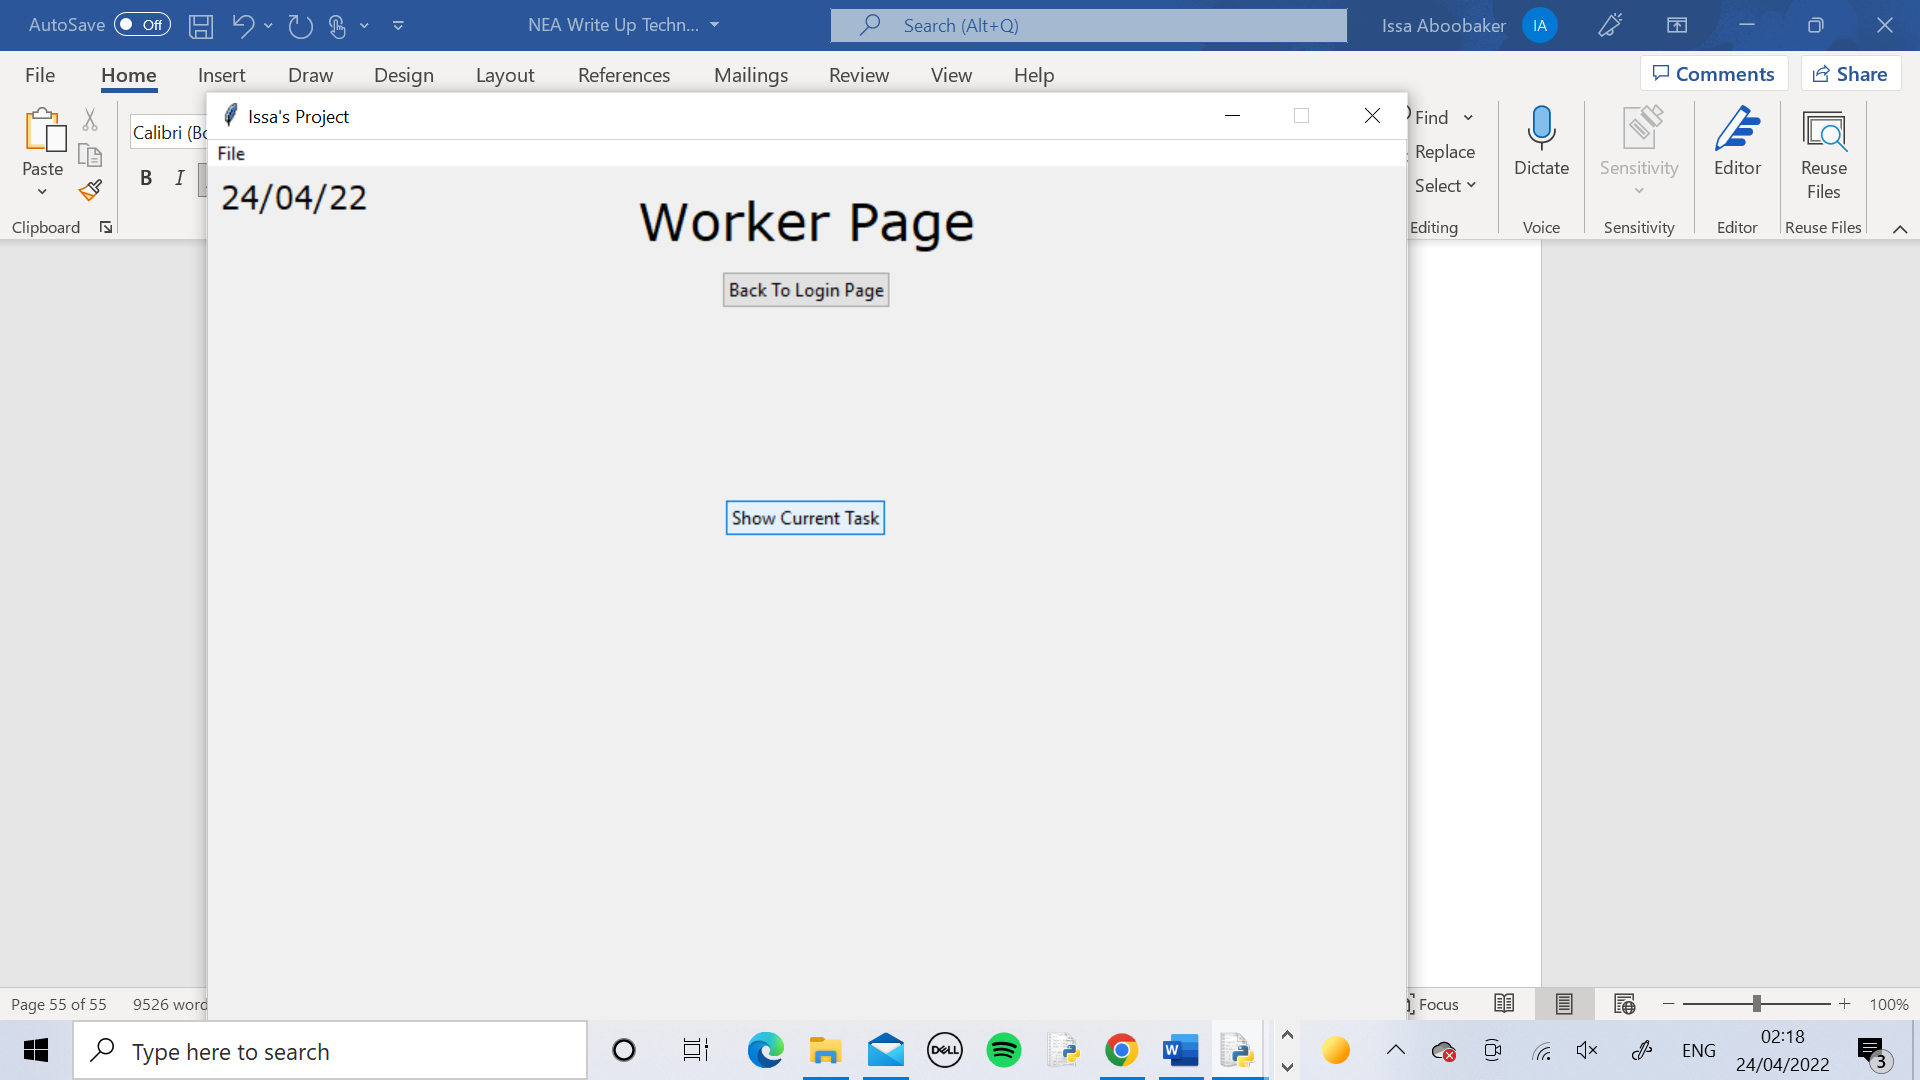 AutoSave Off
NEA Write Up Techn...
Search (Alt+Q)
Issa Aboobaker IA
File Home Insert Draw Design Layout References Mailings Review View Help
Comments Share
Issa's Project
File
24/04/22
Worker Page
Back To Login Page
Show Current Task
Paste
Clipboard
Calibri (Bo
B I
Find
Replace
Select
Editing
Dictate
Voice
Sensitivity
Sensitivity
Editor
Editor
Reuse
Files
Reuse Files
Page 55 of 55 9526 word
Focus 100%
Type here to search
DELL
W
ENG
02:18
24/04/2022
3